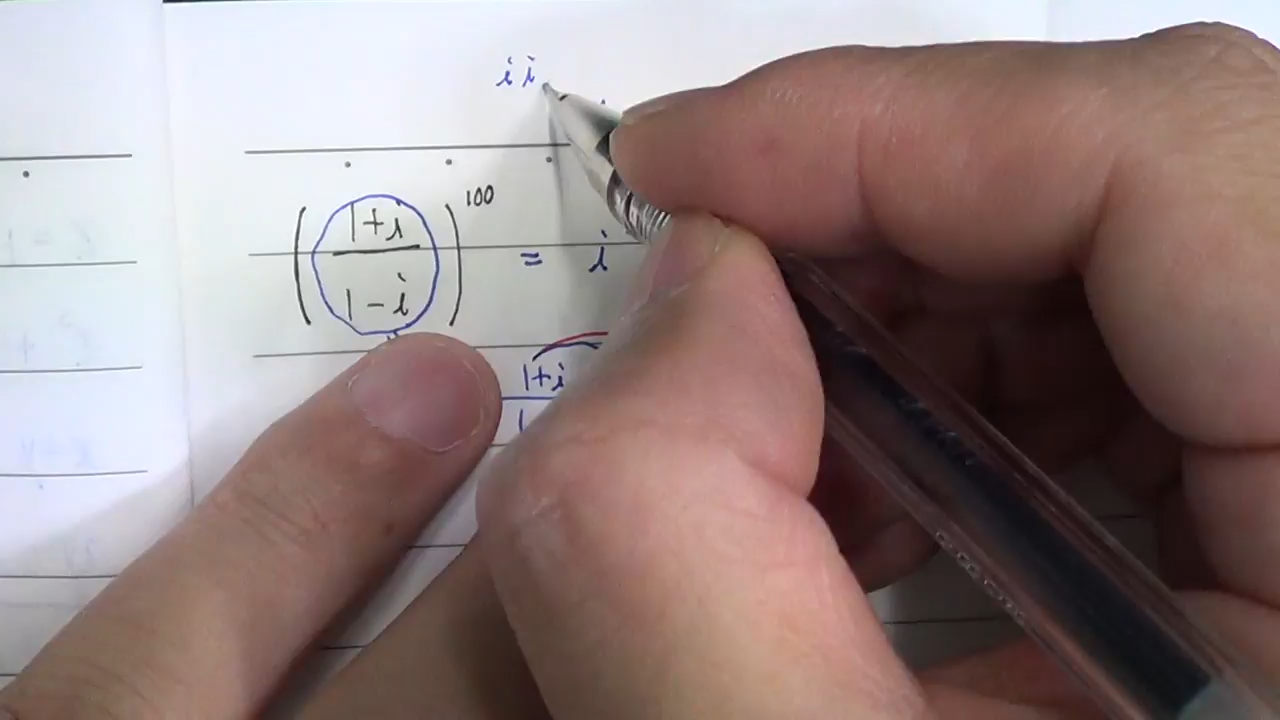 i i
( 1+i / 1-i )^100 = i
1+i